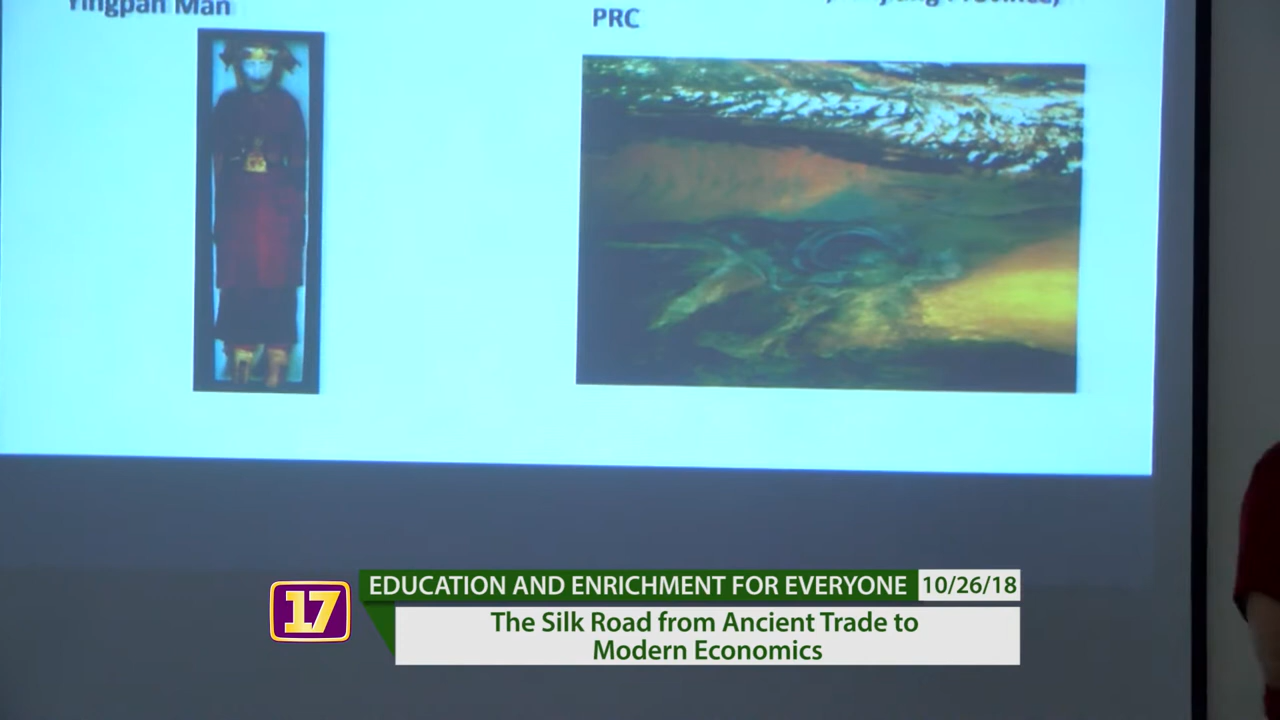 Yingpan Man
PRC
17
EDUCATION AND ENRICHMENT FOR EVERYONE 10/26/18
The Silk Road from Ancient Trade to
Modern Economics